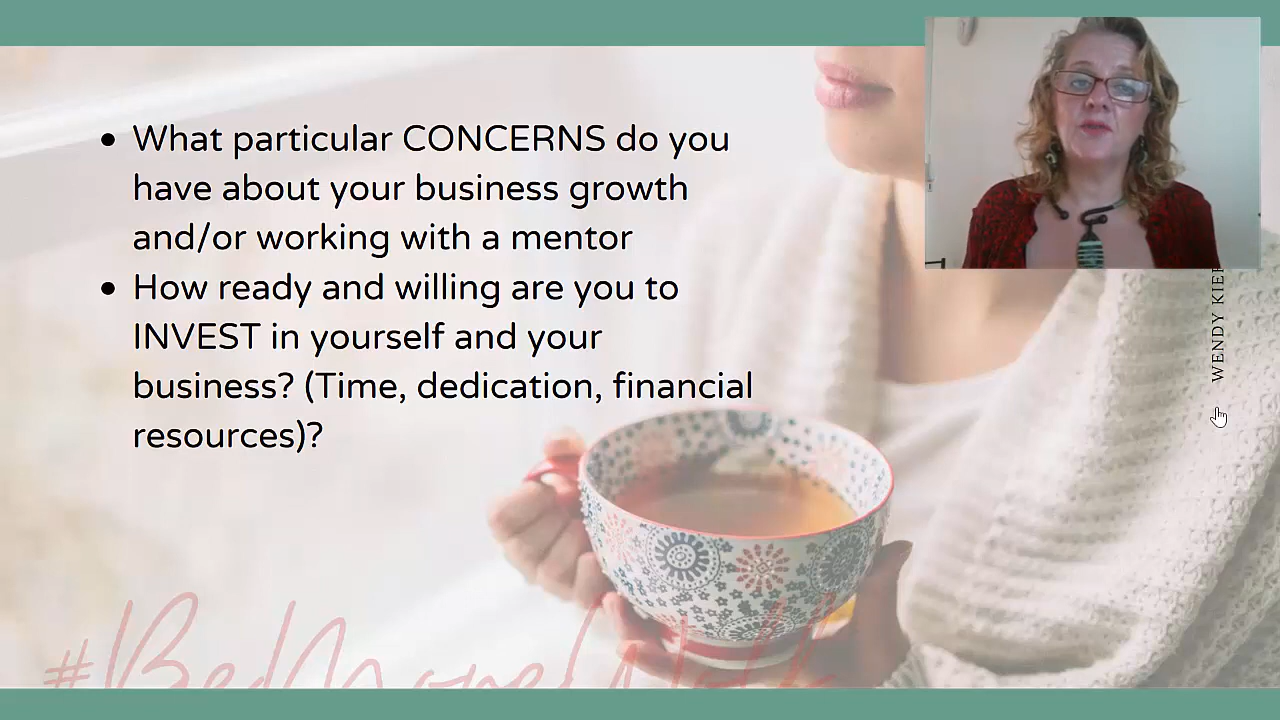 • What particular CONCERNS do you
have about your business growth
and/or working with a mentor
• How ready and willing are you to
INVEST in yourself and your
business? (Time, dedication, financial
resources)?
WENDY